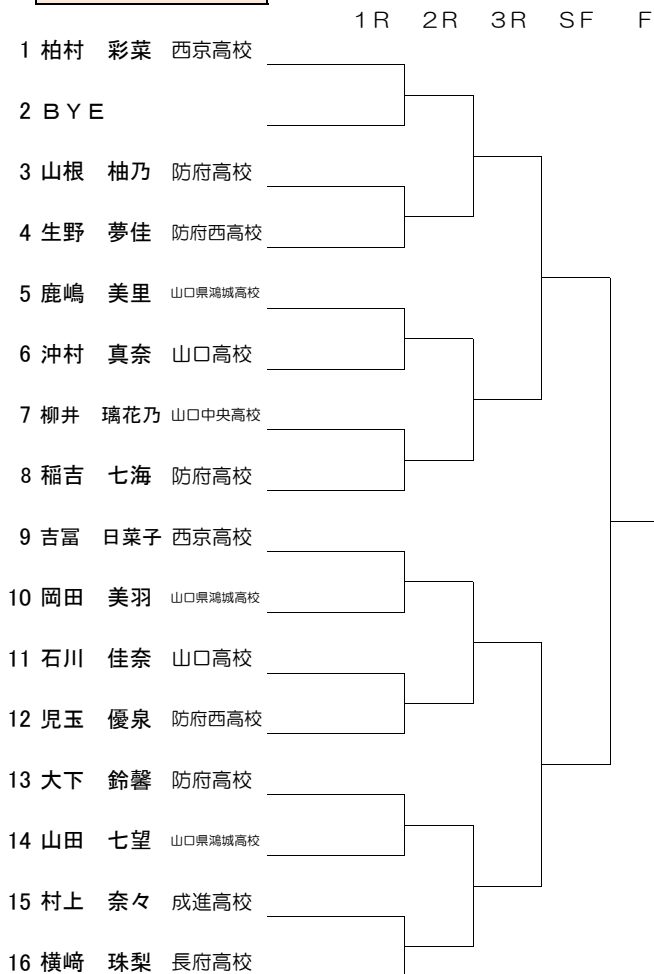 １Ｒ ２Ｒ ３Ｒ ＳＦ Ｆ
1 柏村　彩菜 西京高校
2 ＢＹＥ
3 山根　柚乃 防府高校
4 生野　夢佳 防府西高校
5 鹿嶋　美里 山口県鴻城高校
6 沖村　真奈 山口高校
7 柳井　璃花乃 山口中央高校
8 稲吉　七海 防府高校
9 吉冨　日菜子 西京高校
10 岡田　美羽 山口県鴻城高校
11 石川　佳奈 山口高校
12 児玉　優泉 防府西高校
13 大下　鈴馨 防府高校
14 山田　七望 山口県鴻城高校
15 村上　奈々 成進高校
16 横﨑　珠梨 長府高校